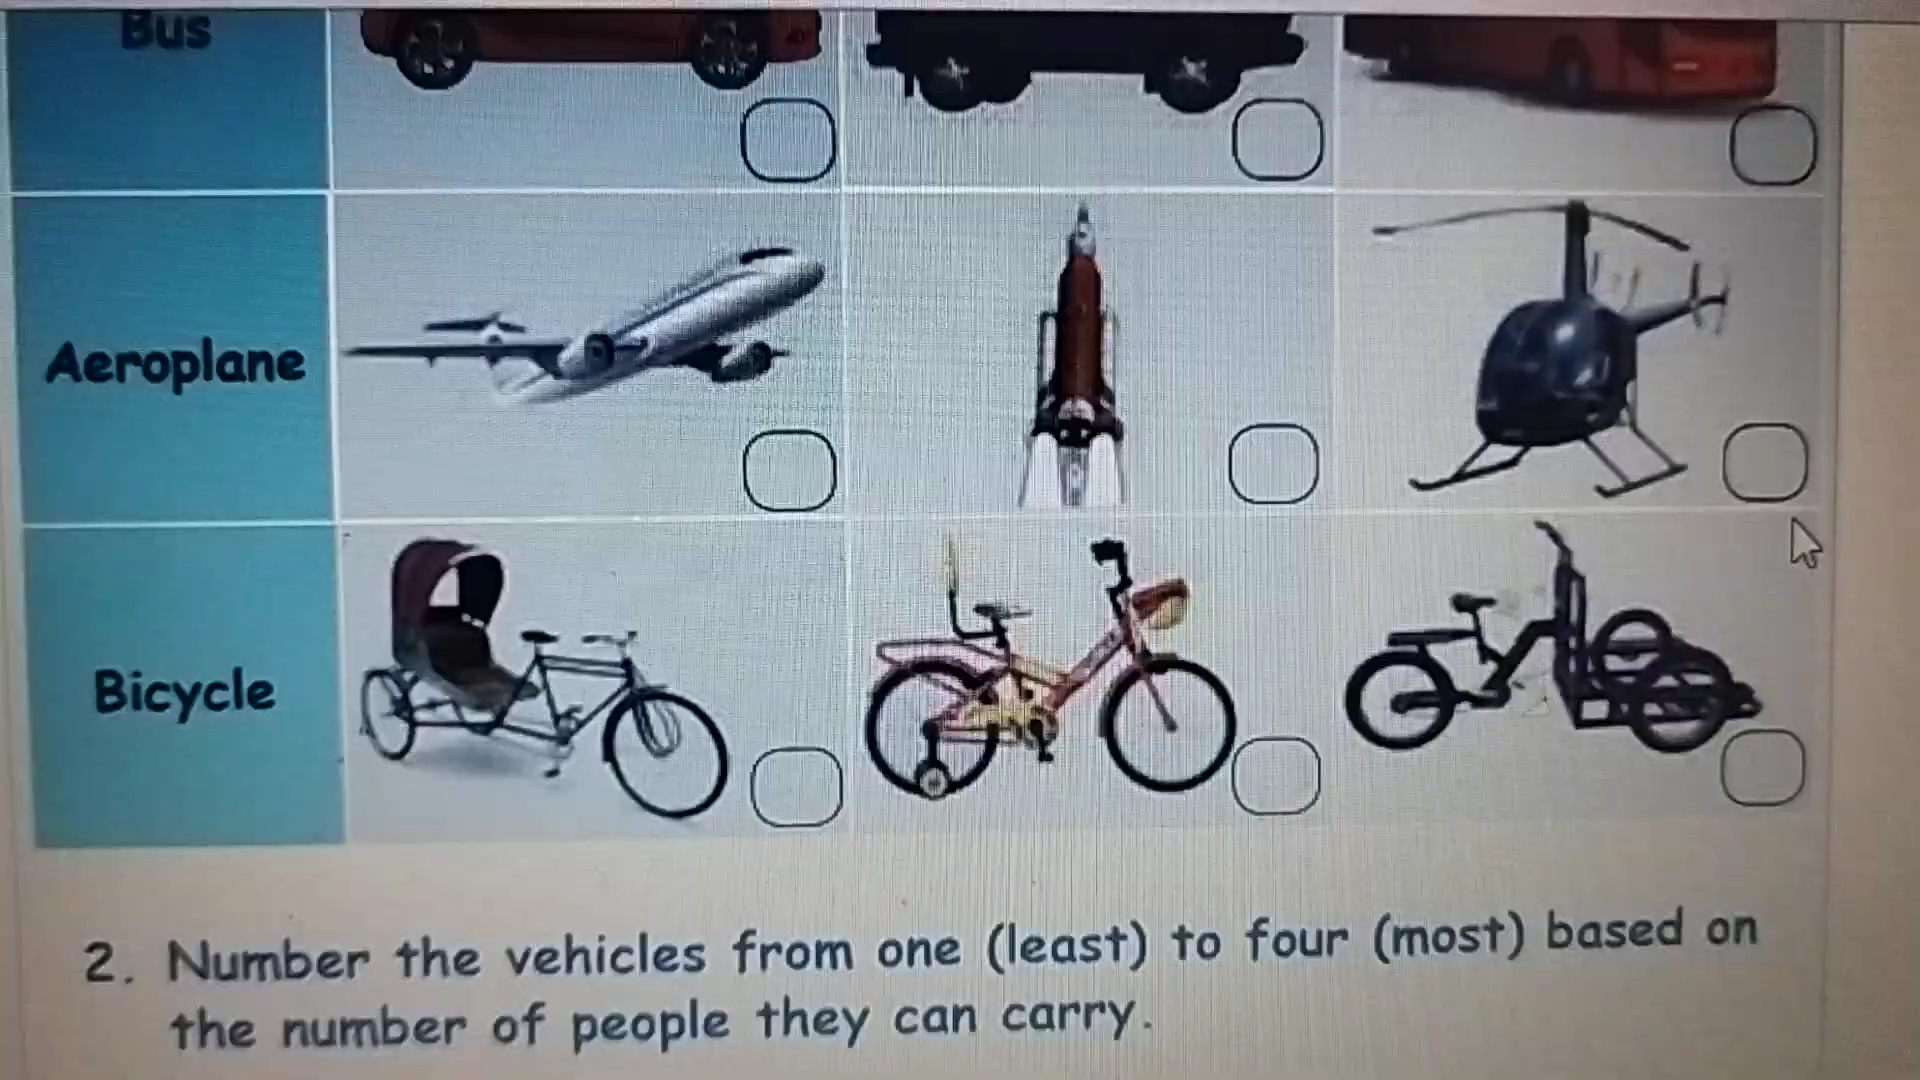 Bus
Aeroplane
Bicycle
2. Number the vehicles from one (least) to four (most) based on
the number of people they can carry.